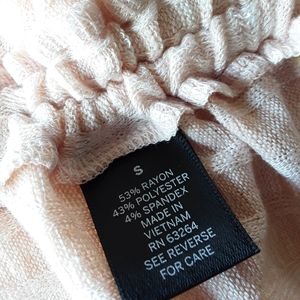 S
53% RAYON
43% POLYESTER
4% SPANDEX
MADE IN
VIETNAM
RN 63264
SEE REVERSE
FOR CARE